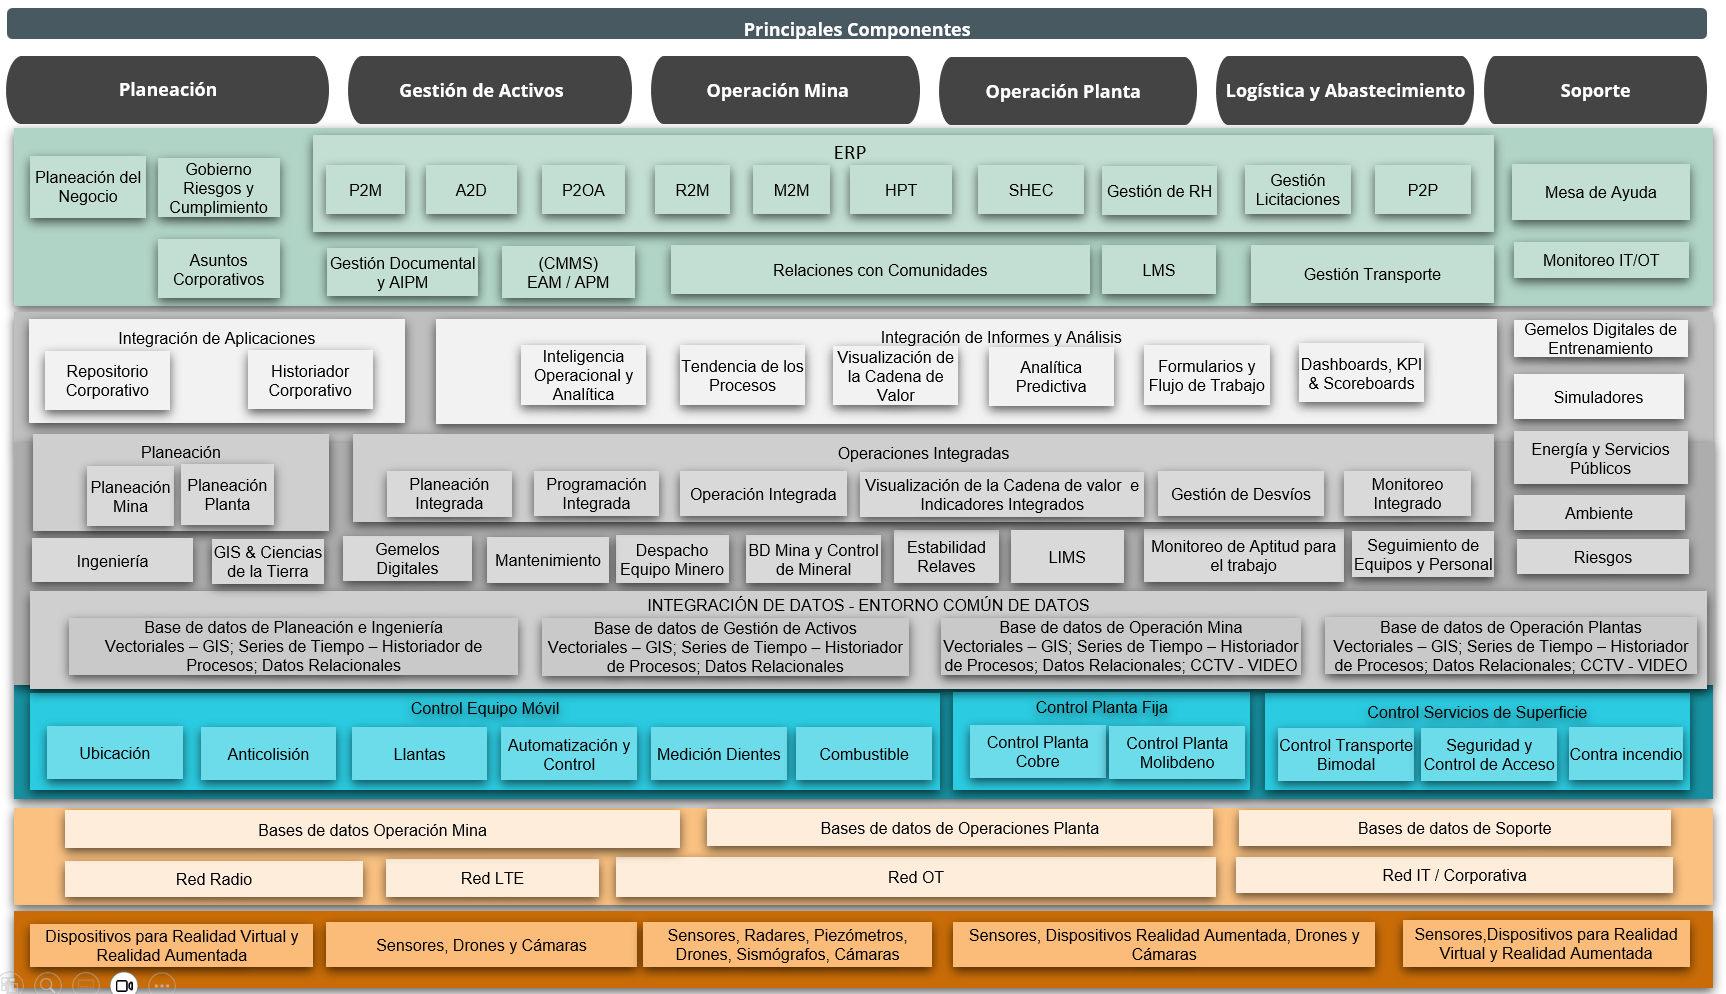 Principales Componentes
Planeación
Gestión de Activos
Operación Mina
Operación Planta
Logística y Abastecimiento
Soporte
Planeación del
Negocio
Gobierno
Riesgos y
Cumplimiento
Asuntos
Corporativos
ERP
P2M
A2D
P2OA
R2M
M2M
HPT
SHEC
Gestión de RH
Gestión
Licitaciones
P2P
Mesa de Ayuda
Gestión Documental
y AIPM
(CMMS)
EAM / APM
Relaciones con Comunidades
LMS
Gestión Transporte
Monitoreo IT/OT
Integración de Aplicaciones
Repositorio
Corporativo
Historiador
Corporativo
Integración de Informes y Análisis
Inteligencia
Operacional y
Analítica
Tendencia de los
Procesos
Visualización de
la Cadena de
Valor
Analítica
Predictiva
Formularios y
Flujo de Trabajo
Dashboards, KPI
& Scoreboards
Gemelos Digitales de
Entrenamiento
Simuladores
Planeación
Planeación
Mina
Planeación
Planta
Operaciones Integradas
Planeación
Integrada
Programación
Integrada
Operación Integrada
Visualización de la Cadena de valor e
Indicadores Integrados
Gestión de Desvíos
Monitoreo
Integrado
Energía y Servicios
Públicos
Ambiente
Riesgos
Ingeniería
GIS & Ciencias
de la Tierra
Gemelos
Digitales
Mantenimiento
Despacho
Equipo Minero
BD Mina y Control
de Mineral
Estabilidad
Relaves
LIMS
Monitoreo de Aptitud para
el trabajo
Seguimiento de
Equipos y Personal
INTEGRACIÓN DE DATOS - ENTORNO COMÚN DE DATOS
Base de datos de Planeación e Ingeniería
Vectoriales – GIS; Series de Tiempo – Historiador de
Procesos; Datos Relacionales
Base de datos de Gestión de Activos
Vectoriales – GIS; Series de Tiempo – Historiador
de Procesos; Datos Relacionales
Base de datos de Operación Mina
Vectoriales – GIS; Series de Tiempo – Historiador
de Procesos; Datos Relacionales; CCTV - VIDEO
Base de datos de Operación Plantas
Vectoriales – GIS; Series de Tiempo – Historiador
de Procesos; Datos Relacionales; CCTV - VIDEO
Control Equipo Móvil
Ubicación
Anticolisión
Llantas
Automatización y
Control
Medición Dientes
Combustible
Control Planta Fija
Control Planta
Cobre
Control Planta
Molibdeno
Control Servicios de Superficie
Control Transporte
Bimodal
Seguridad y
Control de Acceso
Contra incendio
Bases de datos Operación Mina
Bases de datos de Operaciones Planta
Bases de datos de Soporte
Red Radio
Red LTE
Red OT
Red IT / Corporativa
Dispositivos para Realidad Virtual y
Realidad Aumentada
Sensores, Drones y Cámaras
Sensores, Radares, Piezómetros,
Drones, Sismógrafos, Cámaras
Sensores, Dispositivos Realidad Aumentada, Drones y
Cámaras
Sensores,Dispositivos para Realidad
Virtual y Realidad Aumentada